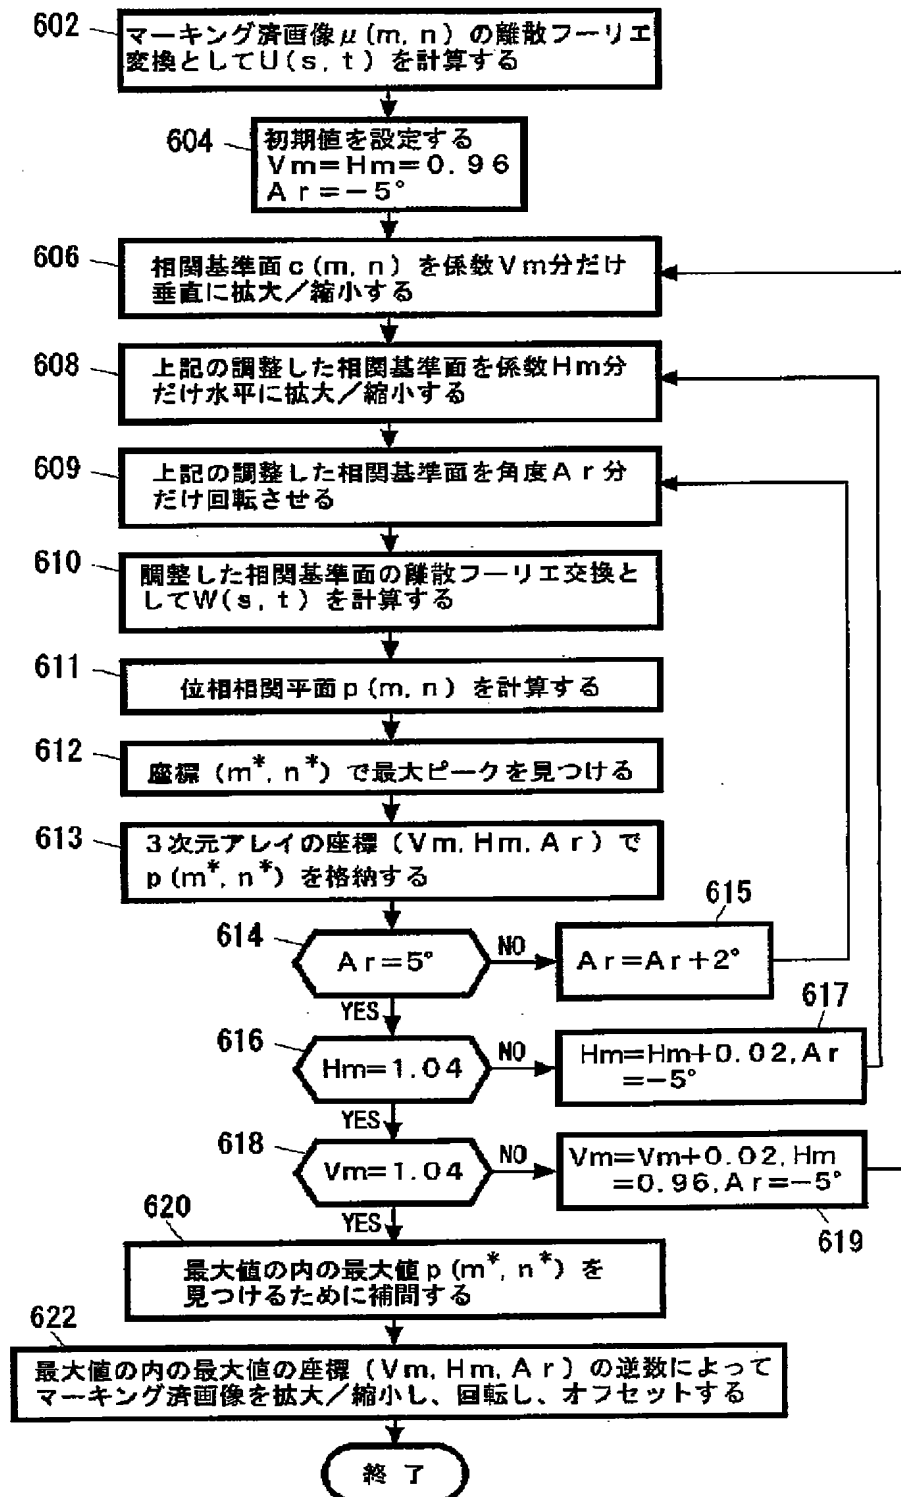 602
マーキング済画像μ(m, n)の離散フーリエ
変換としてU(s, t)を計算する
604
初期値を設定する
Vm=Hm=0.96
Ar=−5°
606
相関基準面c(m, n)を係数Vm分だけ
垂直に拡大／縮小する
608
上記の調整した相関基準面を係数Hm分
だけ水平に拡大／縮小する
609
上記の調整した相関基準面を角度Ar分
だけ回転させる
610
調整した相関基準面の離散フーリエ交換と
してW(s, t)を計算する
611
位相相関平面p(m, n)を計算する
612
座標(m*, n*)で最大ピークを見つける
613
3次元アレイの座標(Vm, Hm, Ar)で
p(m*, n*)を格納する
614
Ar=5°
NO
615
Ar=Ar+2°
YES
616
Hm=1.04
NO
617
Hm=Hm+0.02, Ar
=−5°
YES
618
Vm=1.04
NO
Vm=Vm+0.02, Hm
=0.96, Ar=−5°
619
YES
620
最大値の内の最大値p(m*, n*)を
見つけるために補間する
622
最大値の内の最大値の座標(Vm, Hm, Ar)の逆数によって
マーキング済画像を拡大／縮小し、回転し、オフセットする
終了